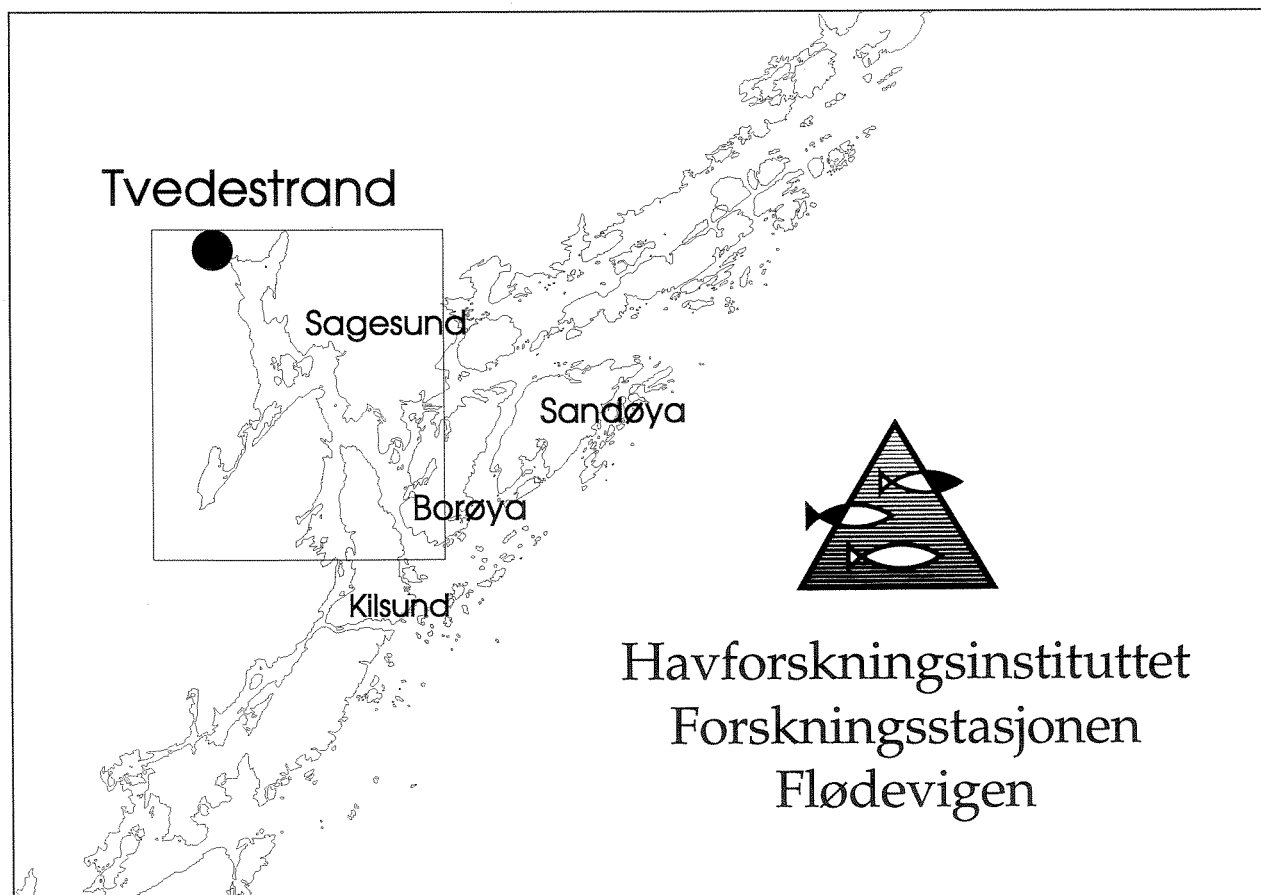 Tvedestrand
Sagesund
Sandøya
Borøya
Kilsund
Havforskningsinstituttet
Forskningsstasjonen
Flødevigen